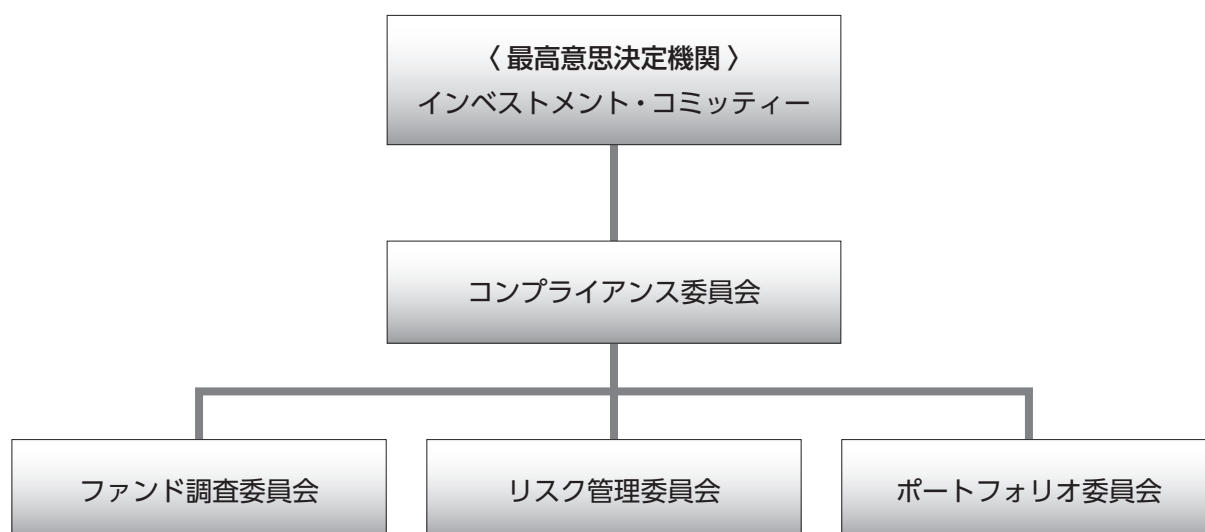 〈 最高意思決定機関 〉
インベストメント・コミッティー
コンプライアンス委員会
ファンド調査委員会
リスク管理委員会
ポートフォリオ委員会